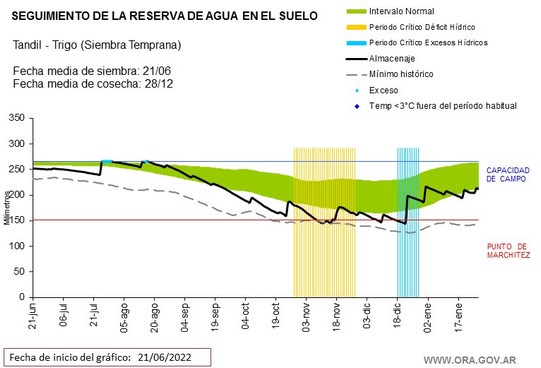 SEGUIMIENTO DE LA RESERVA DE AGUA EN EL SUELO
Tandil - Trigo (Siembra Temprana)
Fecha media de siembra: 21/06
Fecha media de cosecha: 28/12
Intervalo Normal
Periodo Crítico Déficit Hídrico
Periodo Crítico Excesos Hídricos
Almacenaje
Mínimo histórico
Exceso
Temp <3°C fuera del período habitual
350
300
250
200
150
100
50
0
Milímetros
CAPACIDAD
DE CAMPO
PUNTO DE
MARCHITEZ
21-jun
06-jul
21-jul
05-ago
20-ago
04-sep
19-sep
04-oct
19-oct
03-nov
18-nov
03-dic
18-dic
02-ene
17-ene
Fecha de inicio del gráfico: 21/06/2022
WWW.ORA.GOV.AR